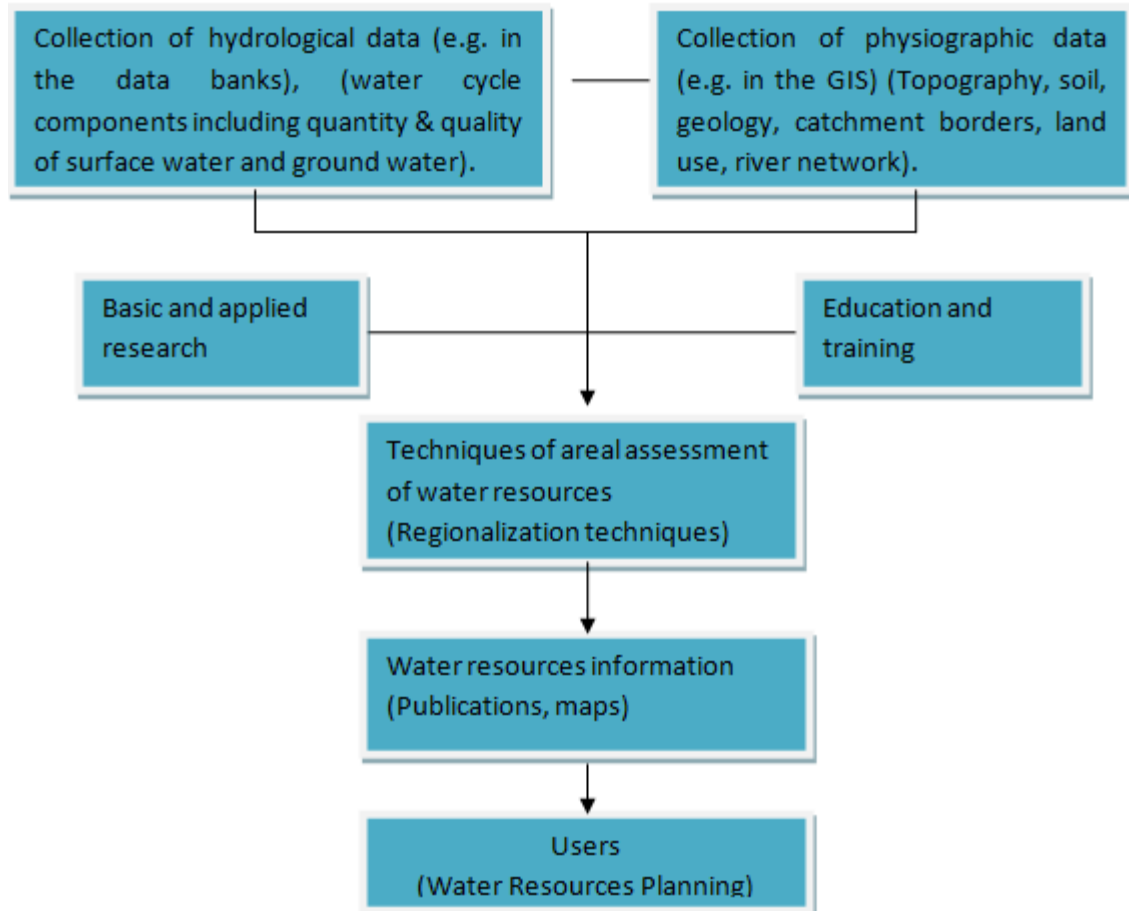 Collection of hydrological data (e.g. in
the data banks), (water cycle
components including quantity & quality
of surface water and ground water).
Collection of physiographic data
(e.g. in the GIS) (Topography, soil,
geology, catchment borders, land
use, river network).
Basic and applied
research
Education and
training
Techniques of areal assessment
of water resources
(Regionalization techniques)
Water resources information
(Publications, maps)
Users
(Water Resources Planning)